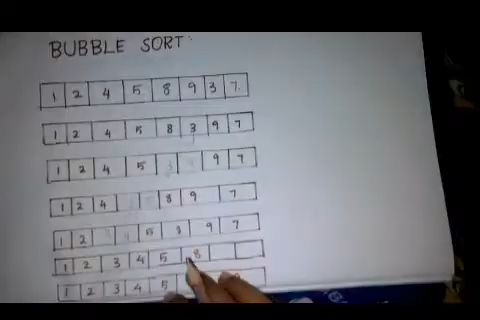 BUBBLE SORT:
1 2 4 5 8 9 3 7
1 2 4 5 8 3 9 7
1 2 4 5 9 7
1 2 4 8 9 7
1 2 5 8 9 7
1 2 3 4 5 8
1 2 3 4 5